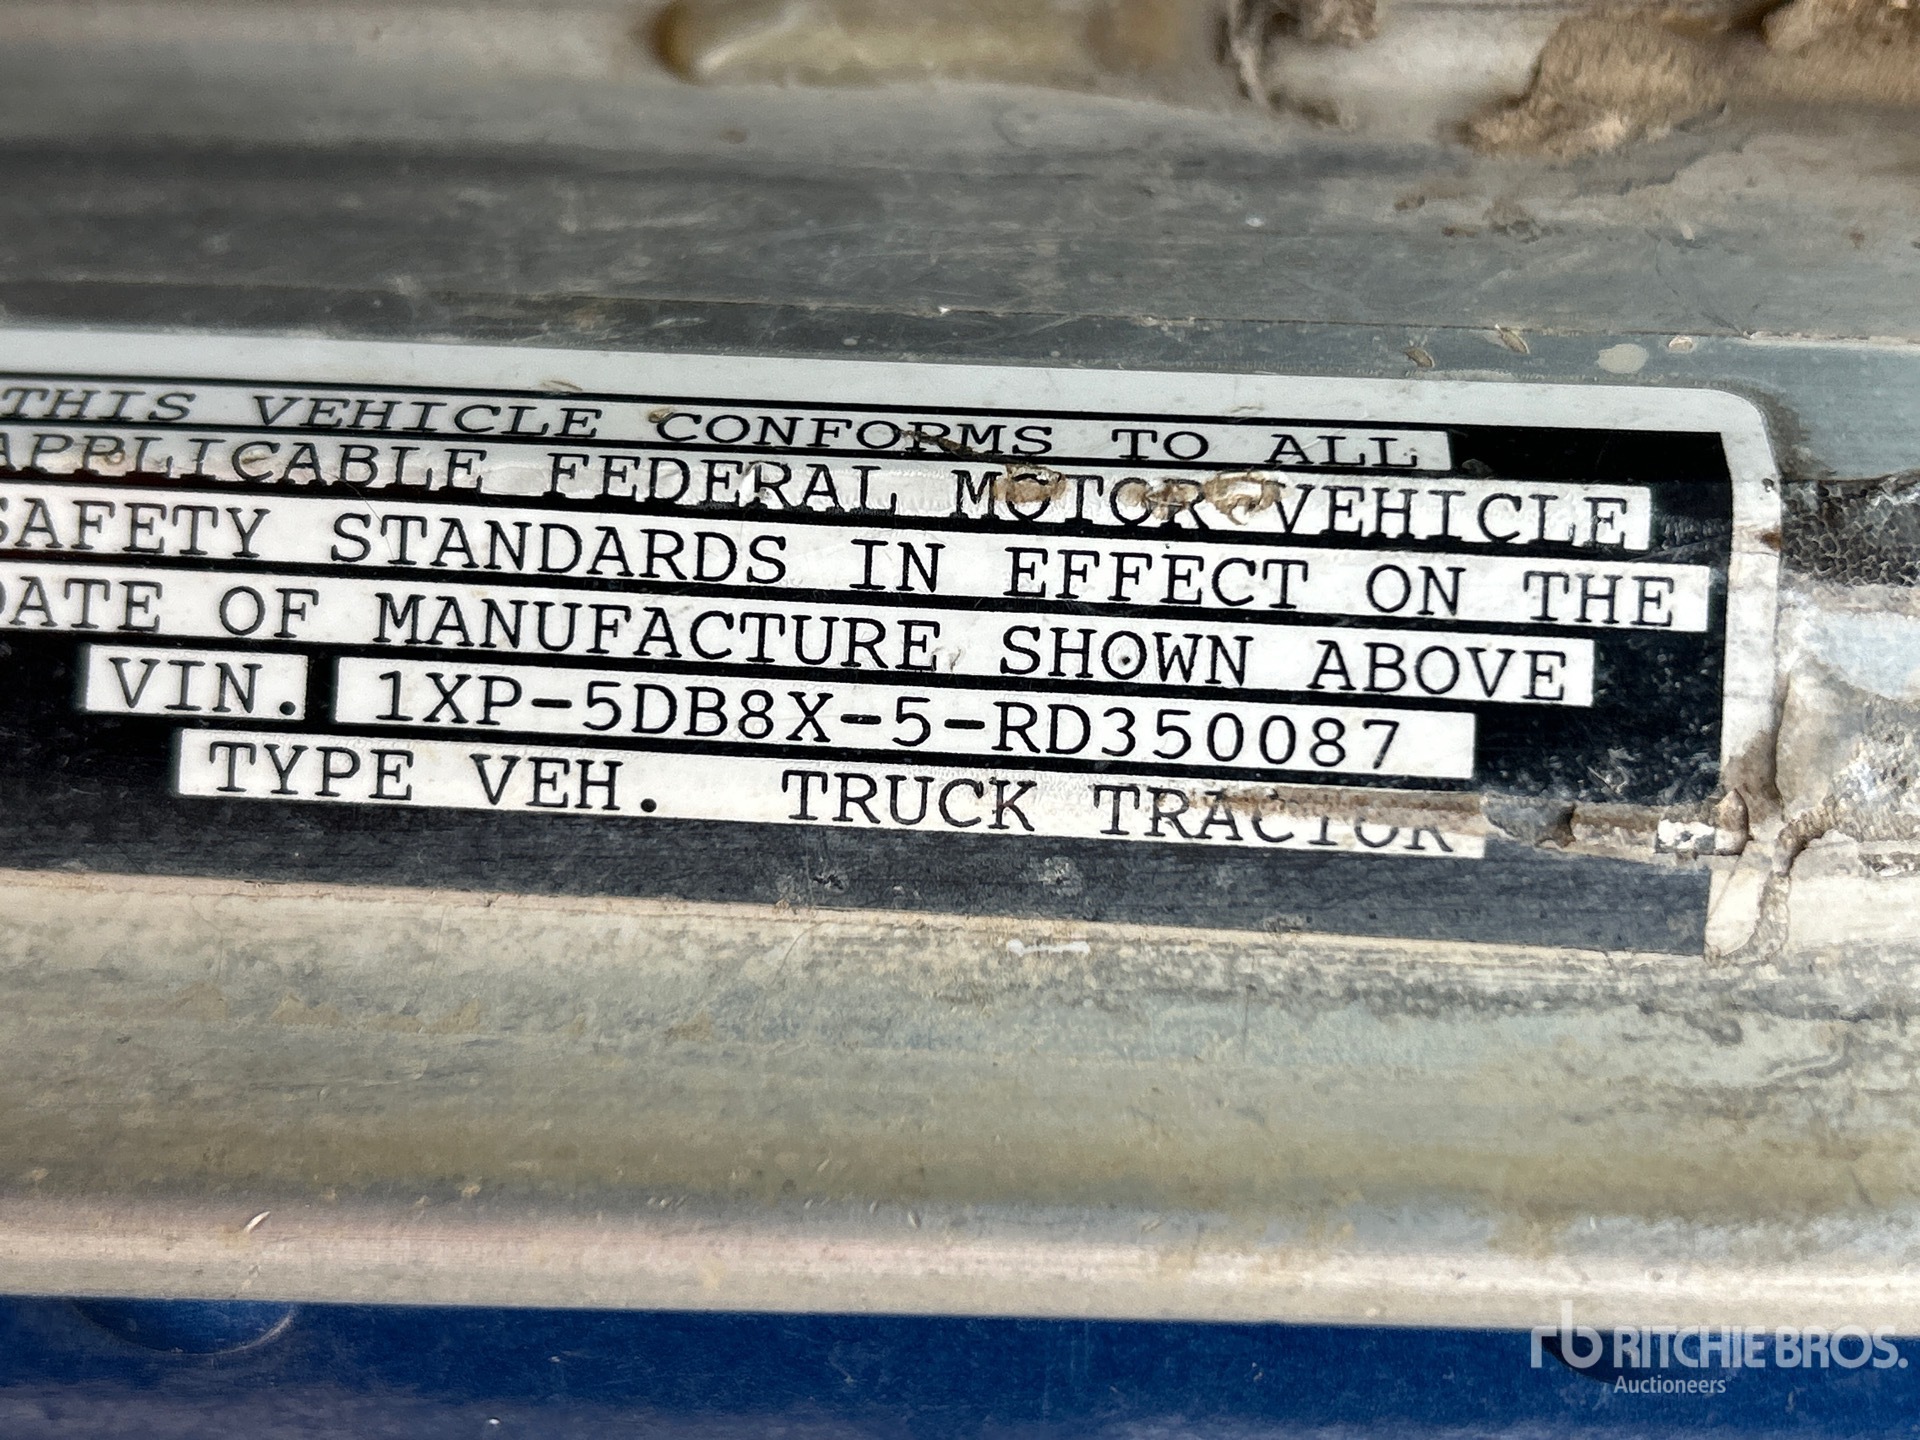 THIS VEHICLE CONFORMS TO ALL
APPLICABLE FEDERAL MOTOR VEHICLE
SAFETY STANDARDS IN EFFECT ON THE
DATE OF MANUFACTURE SHOWN ABOVE
VIN. 1XP-5DB8X-5-RD350087
TYPE VEH. TRUCK TRACTOR
rb RITCHIE BROS.
Auctioneers